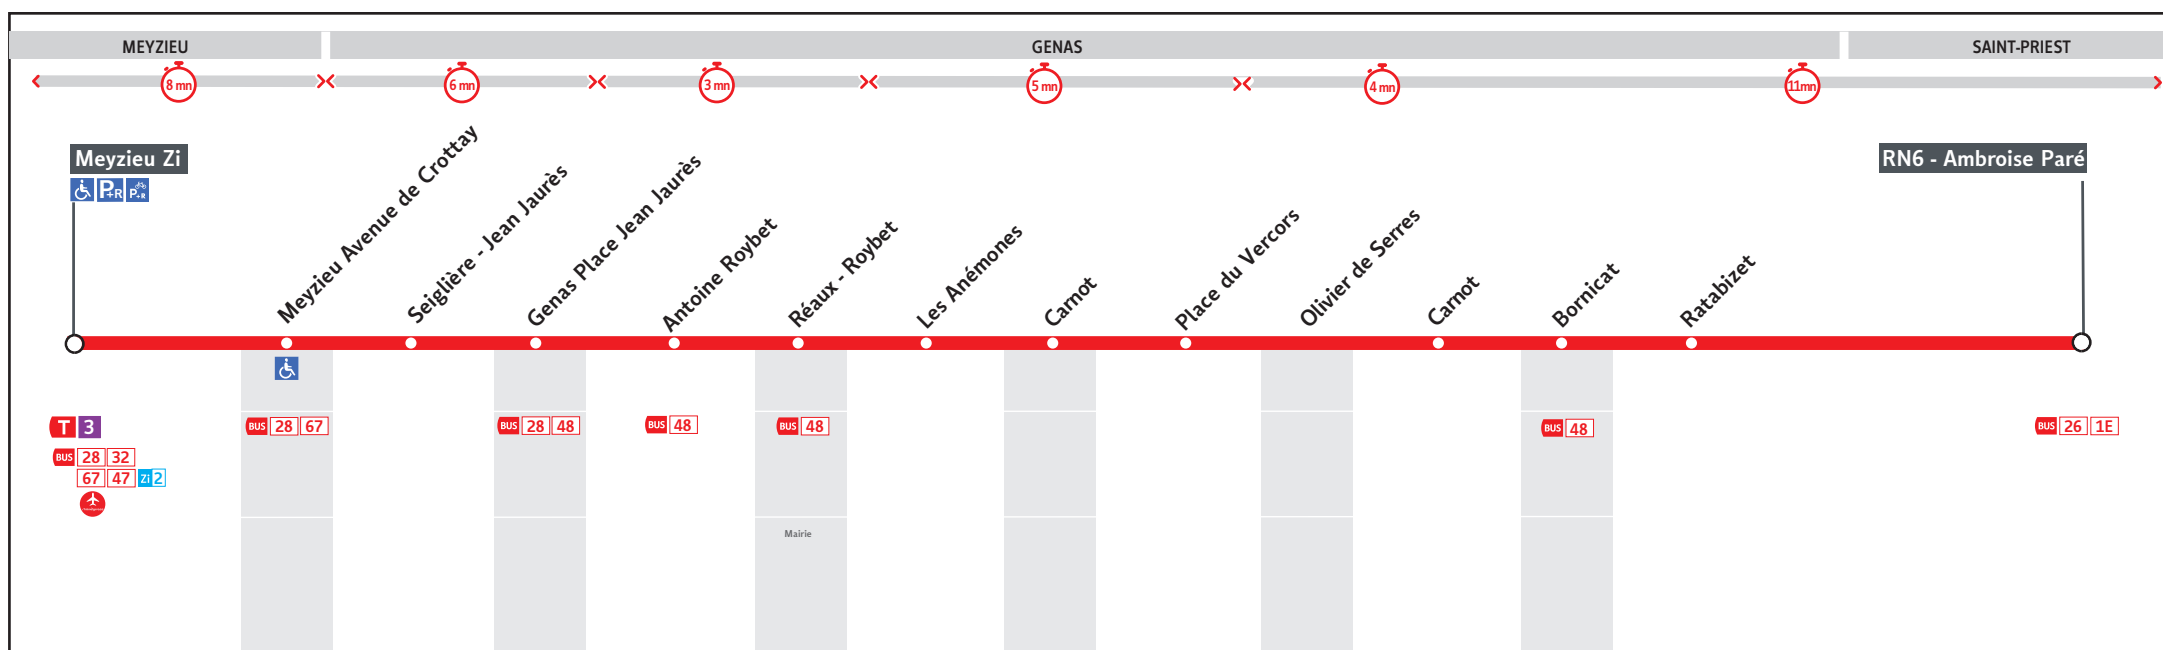 MEYZIEU GENAS SAINT-PRIEST
8 mn 6 mn 3 mn 5 mn 4 mn 11mn
Meyzieu Zi
P+R P+R
Meyzieu Avenue de Crottay
Seiglière - Jean Jaurès
Genas Place Jean Jaurès
Antoine Roybet
Réaux - Roybet
Les Anémones
Carnot
Place du Vercors
Olivier de Serres
Carnot
Bornicat
Ratabizet
RN6 - Ambroise Paré
T 3
BUS 28 32
67 47 Zi 2
BUS 28 67
BUS 28 48
BUS 48
BUS 48
BUS 48
BUS 26 1E
Mairie